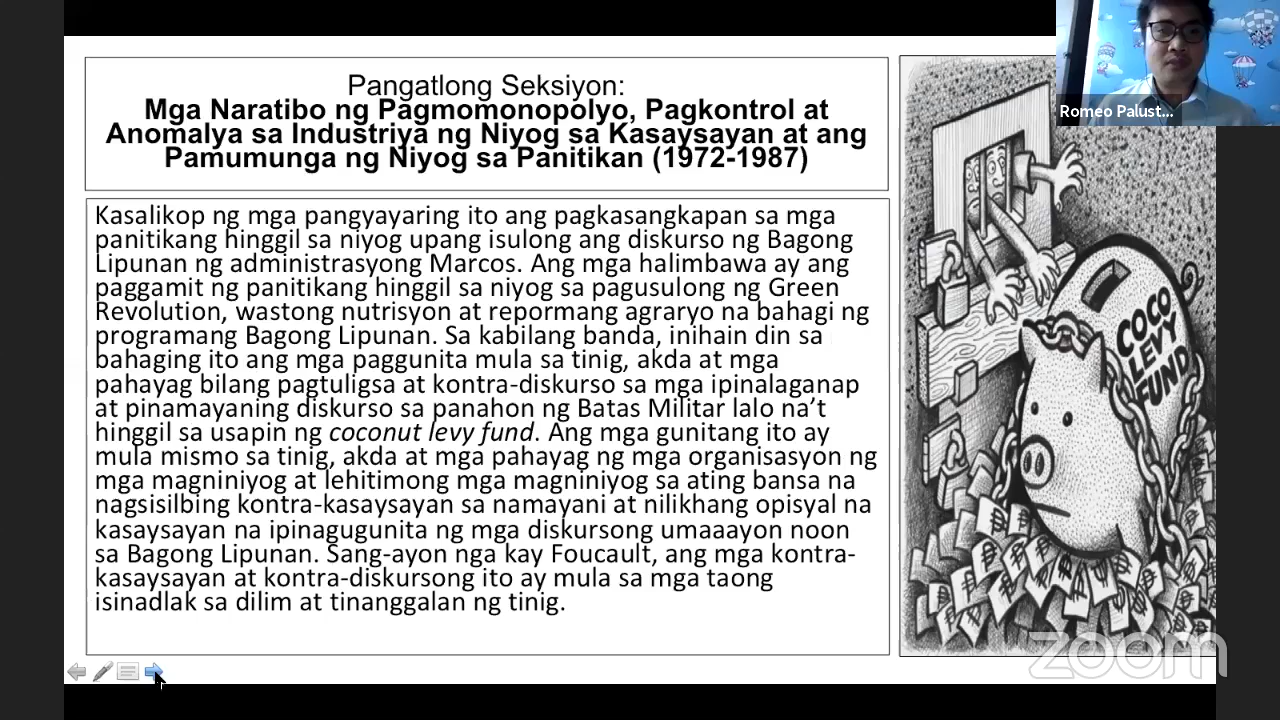 Pangatlong Seksiyon:
Mga Naratibo ng Pagmomonopolyo, Pagkontrol at
Anomalya sa Industriya ng Niyog sa Kasaysayan at ang
Pamumunga ng Niyog sa Panitikan (1972-1987)
Kasalikop ng mga pangyayaring ito ang pagkasangkapan sa mga
panitikang hinggil sa niyog upang isulong ang diskurso ng Bagong
Lipunan ng administrasyong Marcos. Ang mga halimbawa ay ang
paggamit ng panitikang hinggil sa niyog sa pagusulong ng Green
Revolution, wastong nutrisyon at repormang agraryo na bahagi ng
programang Bagong Lipunan. Sa kabilang banda, inihain din sa
bahaging ito ang mga paggunita mula sa tinig, akda at mga
pahayag bilang pagtuligsa at kontra-diskurso sa mga ipinalaganap
at pinamayaning diskurso sa panahon ng Batas Militar lalo na't
hinggil sa usapin ng coconut levy fund. Ang mga gunitang ito ay
mula mismo sa tinig, akda at mga pahayag ng mga organisasyon ng
mga magniniyog at lehitimong mga magniniyog sa ating bansa na
nagsisilbing kontra-kasaysayan sa namayani at nilikhang opisyal na
kasaysayan na ipinagugunita ng mga diskursong umaaayon noon
sa Bagong Lipunan. Sang-ayon nga kay Foucault, ang mga kontra-
kasaysayan at kontra-diskursong ito ay mula sa mga taong
isinadlak sa dilim at tinanggalan ng tinig.
COCO
LEVY
FUND
Romeo Palust...
zoom